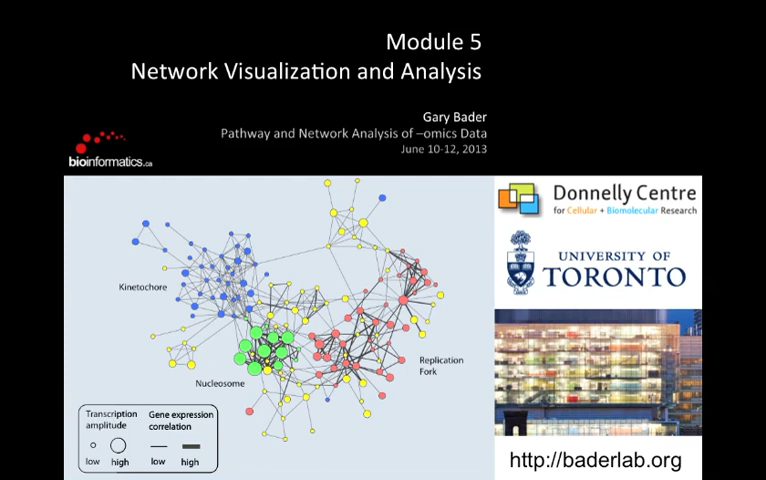 Module 5
Network Visualization and Analysis
Gary Bader
Pathway and Network Analysis of –omics Data
June 10-12, 2013
bioinformatics.ca
Donnelly Centre
for Cellular + Biomolecular Research
UNIVERSITY OF
TORONTO
Kinetochore
Replication
Fork
Nucleosome
Transcription
amplitude
Gene expression
correlation
low high low high
http://baderlab.org